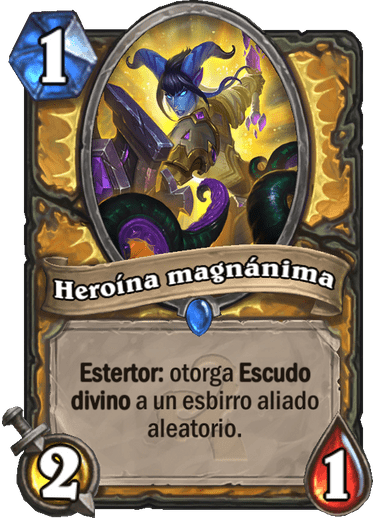 1
Heroína magnánima
Estertor: otorga Escudo
divino a un esbirro aliado
aleatorio.
2
1